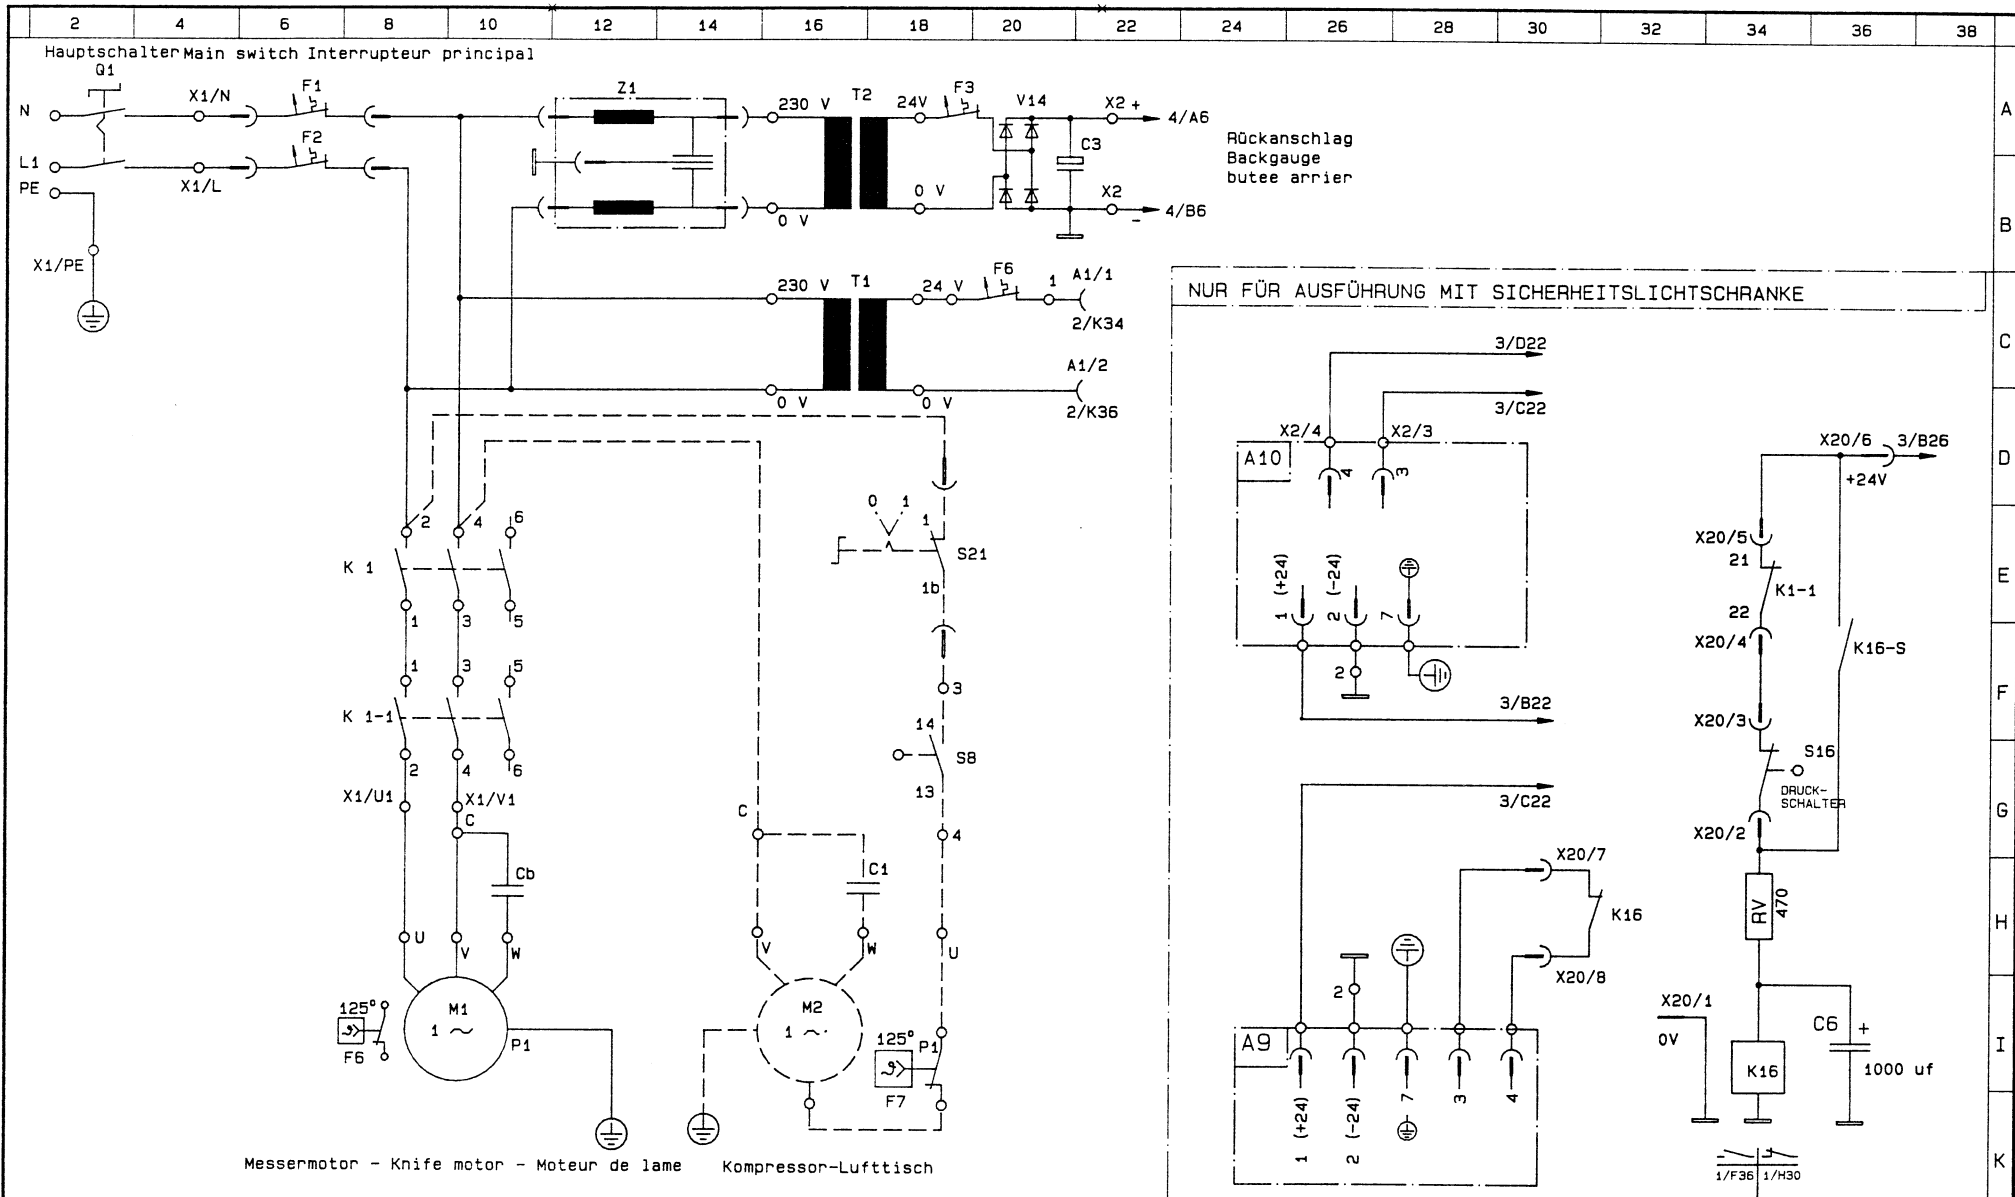 2 4 6 8 10 12 14 16 18 20 22 24 26 28 30 32 34 36 38
Hauptschalter Main switch Interrupteur principal
Q1
N
X1/N
F1
Z1
230 V
T2
24V
F3
V14
X2 +
4/A6
A
C3
Rückanschlag
Backgauge
butee arrier
L1
X1/L
F2
PE
0 V
0 V
X2
-
4/B6
B
X1/PE
230 V
T1
24 V
F6
1
A1/1
2/K34
NUR FÜR AUSFÜHRUNG MIT SICHERHEITSLICHTSCHRANKE
C
0 V
0 V
A1/2
2/K36
3/D22
3/C22
X2/4
X2/3
A10
4
3
X20/6
3/B26
+24V
D
2
4
6
K 1
1
3
5
0
1
1
S21
1b
1 (+24)
2 (-24)
7
2
3/B22
X20/5
21
K1-1
22
X20/4
K16-S
E
1
3
5
K 1-1
2
4
6
3
14
S8
13
4
X20/3
S16
DRUCK-
SCHALTER
X20/2
F
X1/U1
X1/V1
C
Cb
C
C1
3/C22
X20/7
K16
X20/8
RV
470
G
U
V
W
V
W
U
H
125°
F6
M1
1 ~
P1
M2
1 ~
125°
F7
P1
2
A9
1 (+24)
2 (-24)
7
3
4
X20/1
0V
K16
C6
+
1000 uf
I
Messermotor - Knife motor - Moteur de lame
Kompressor-Lufttisch
1/F36
1/H30
K